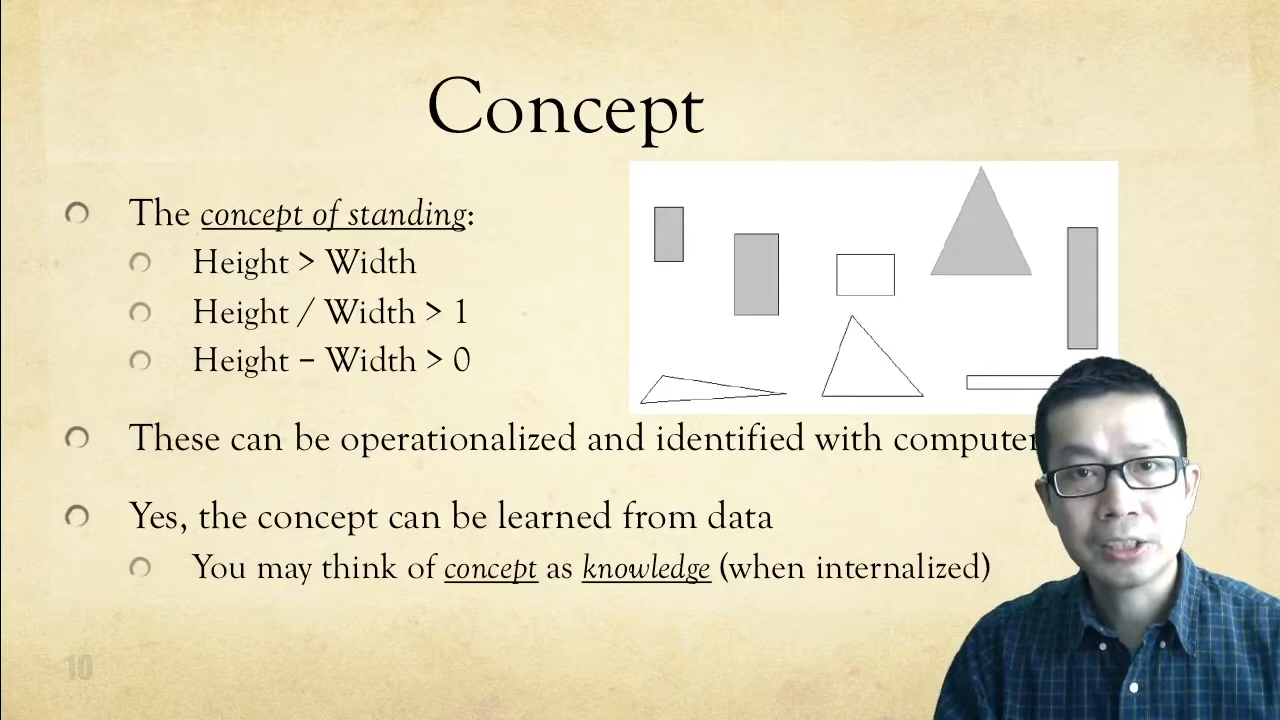 Concept
The concept of standing:
Height > Width
Height / Width > 1
Height – Width > 0
These can be operationalized and identified with computer
Yes, the concept can be learned from data
You may think of concept as knowledge (when internalized)
10